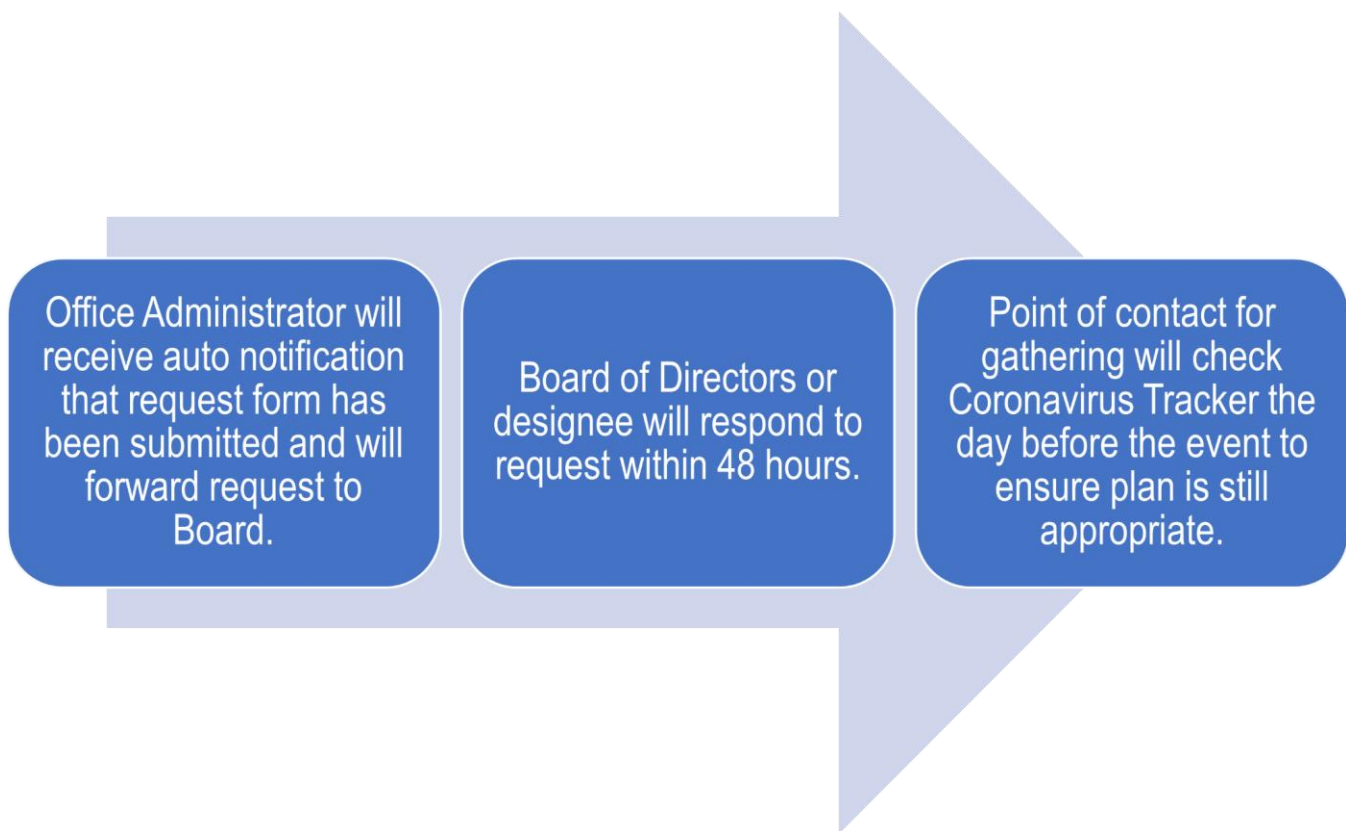 Office Administrator will
receive auto notification
that request form has
been submitted and will
forward request to
Board.
Board of Directors or
designee will respond to
request within 48 hours.
Point of contact for
gathering will check
Coronavirus Tracker the
day before the event to
ensure plan is still
appropriate.